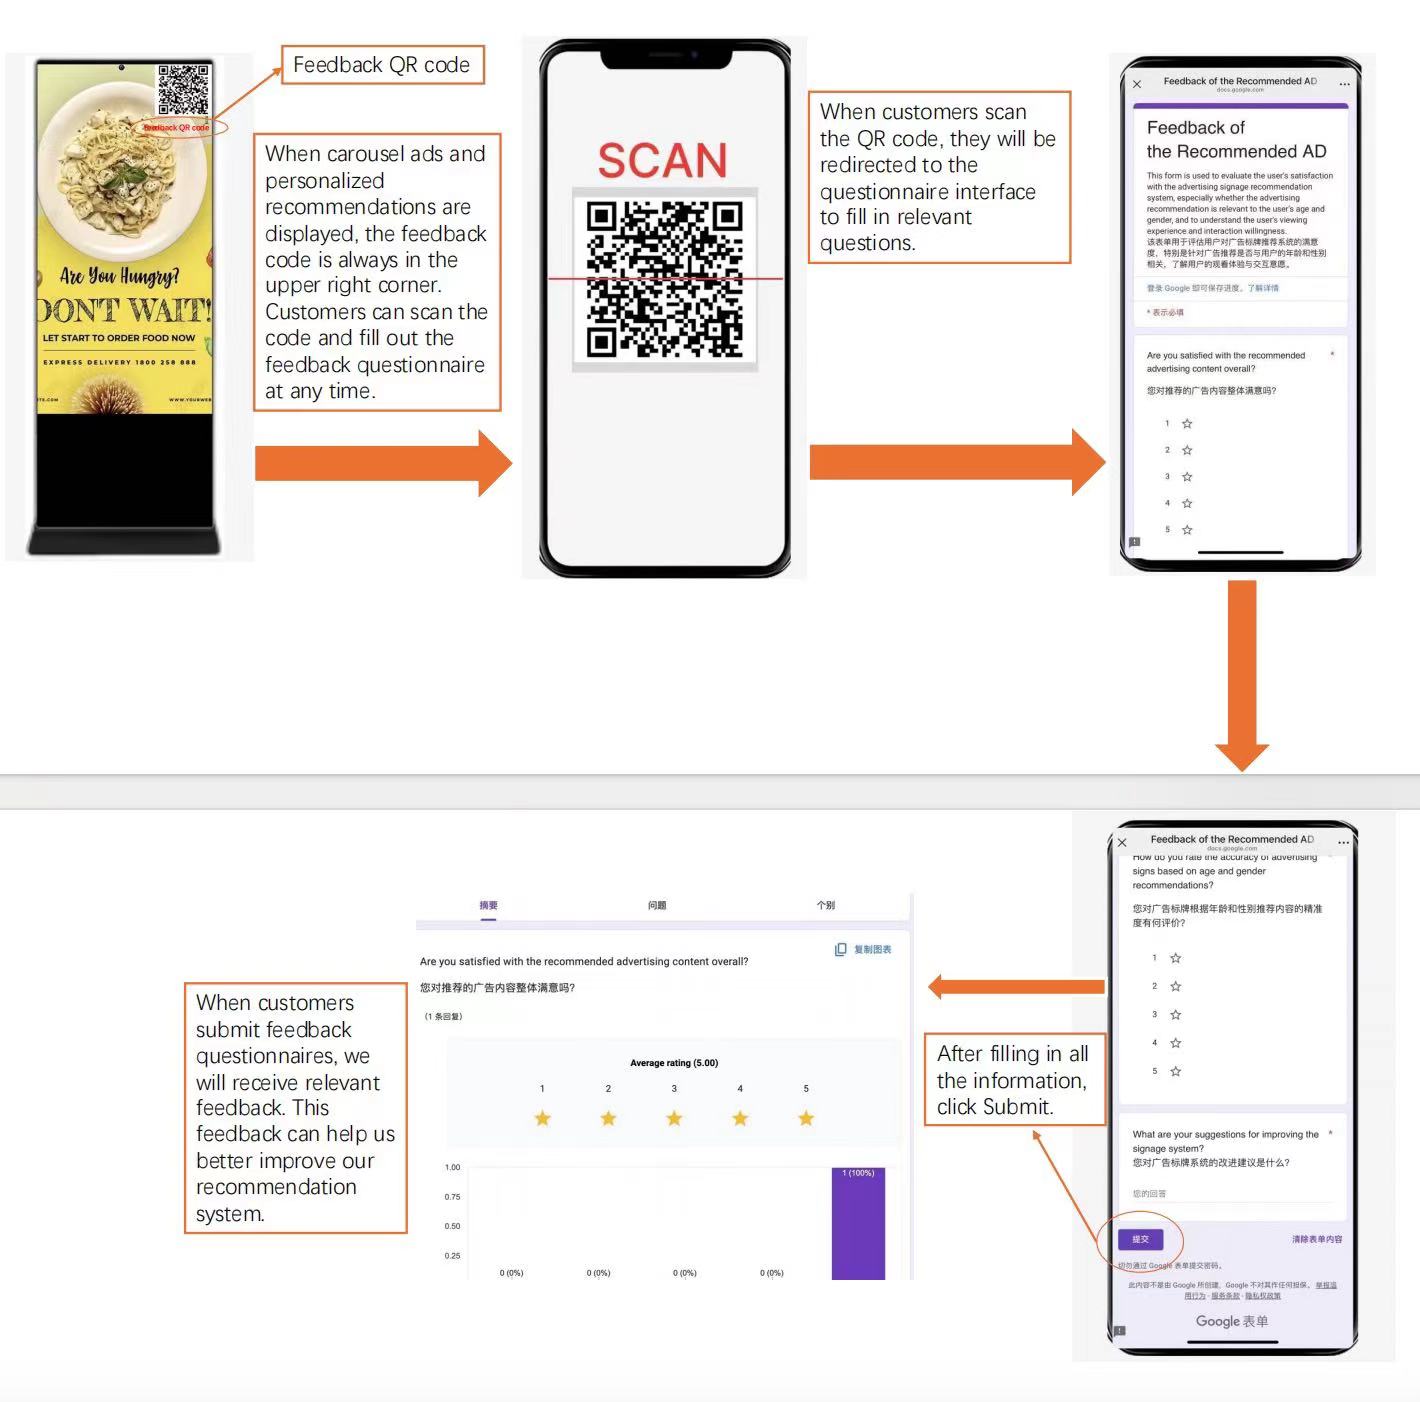 Feedback QR code
Feedback QR code
When carousel ads and
personalized
recommendations are
displayed, the feedback
code is always in the
upper right corner.
Customers can scan the
code and fill out the
feedback questionnaire
at any time.
Are You Hungry?
DONT WAIT!
LET START TO ORDER FOOD NOW
EXPRESS DELIVERY 1800 258 888
ITE.COM
WWW.YOURWEB
SCAN
When customers scan
the QR code, they will be
redirected to the
questionnaire interface
to fill in relevant
questions.
Feedback of the Recommended AD
docs.google.com
Feedback of
the Recommended AD
This form is used to evaluate the user's satisfaction
with the advertising signage recommendation
system, especially whether the advertising
recommendation is relevant to the user's age and
gender, and to understand the user's viewing
experience and interaction willingness.
该表单用于评估用户对广告标牌推荐系统的满意
度，特别是针对广告推荐是否与用户的年龄和性别
相关，了解用户的观看体验与交互意愿。
登录 Google 即可保存进度。了解详情
* 表示必填
Are you satisfied with the recommended *
advertising content overall?
您对推荐的广告内容整体满意吗?
1
2
3
4
5
Feedback of the Recommended AD
docs.google.com
How do you rate the accuracy of advertising
signs based on age and gender
recommendations?
您对广告标牌根据年龄和性别推荐内容的精准
度有何评价?
1
2
3
4
5
What are your suggestions for improving the *
signage system?
您对广告标牌系统的改进建议是什么?
您的回答
提交
清除表单内容
切勿通过 Google 表单提交密码。
此内容不是由 Google 所创建，Google 不对其作任何担保。 举报滥
用行为 - 服务条款 - 隐私权政策
Google 表单
After filling in all
the information,
click Submit.
摘要 问题 个别
复制图表
Are you satisfied with the recommended advertising content overall?
您对推荐的广告内容整体满意吗?
(1 条回复)
Average rating (5.00)
1 2 3 4 5
1.00
1 (100%)
0.75
0.50
0.25
0 (0%) 0 (0%) 0 (0%) 0 (0%)
When customers
submit feedback
questionnaires, we
will receive relevant
feedback. This
feedback can help us
better improve our
recommendation
system.